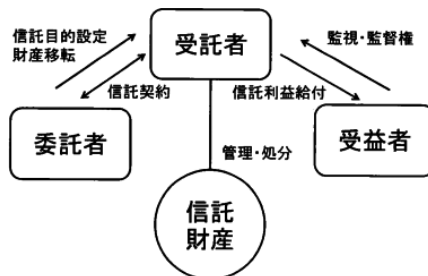 信託目的設定
財産移転
受託者
監視・監督権
信託契約
信託利益給付
委託者
管理・処分
受益者
信託
財産